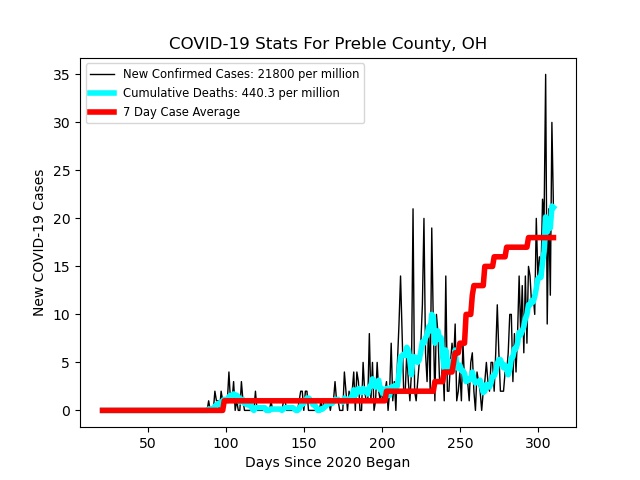 COVID-19 Stats For Preble County, OH
New Confirmed Cases: 21800 per million
Cumulative Deaths: 440.3 per million
7 Day Case Average
New COVID-19 Cases
35
30
25
20
15
10
5
0
50 100 150 200 250 300
Days Since 2020 Began